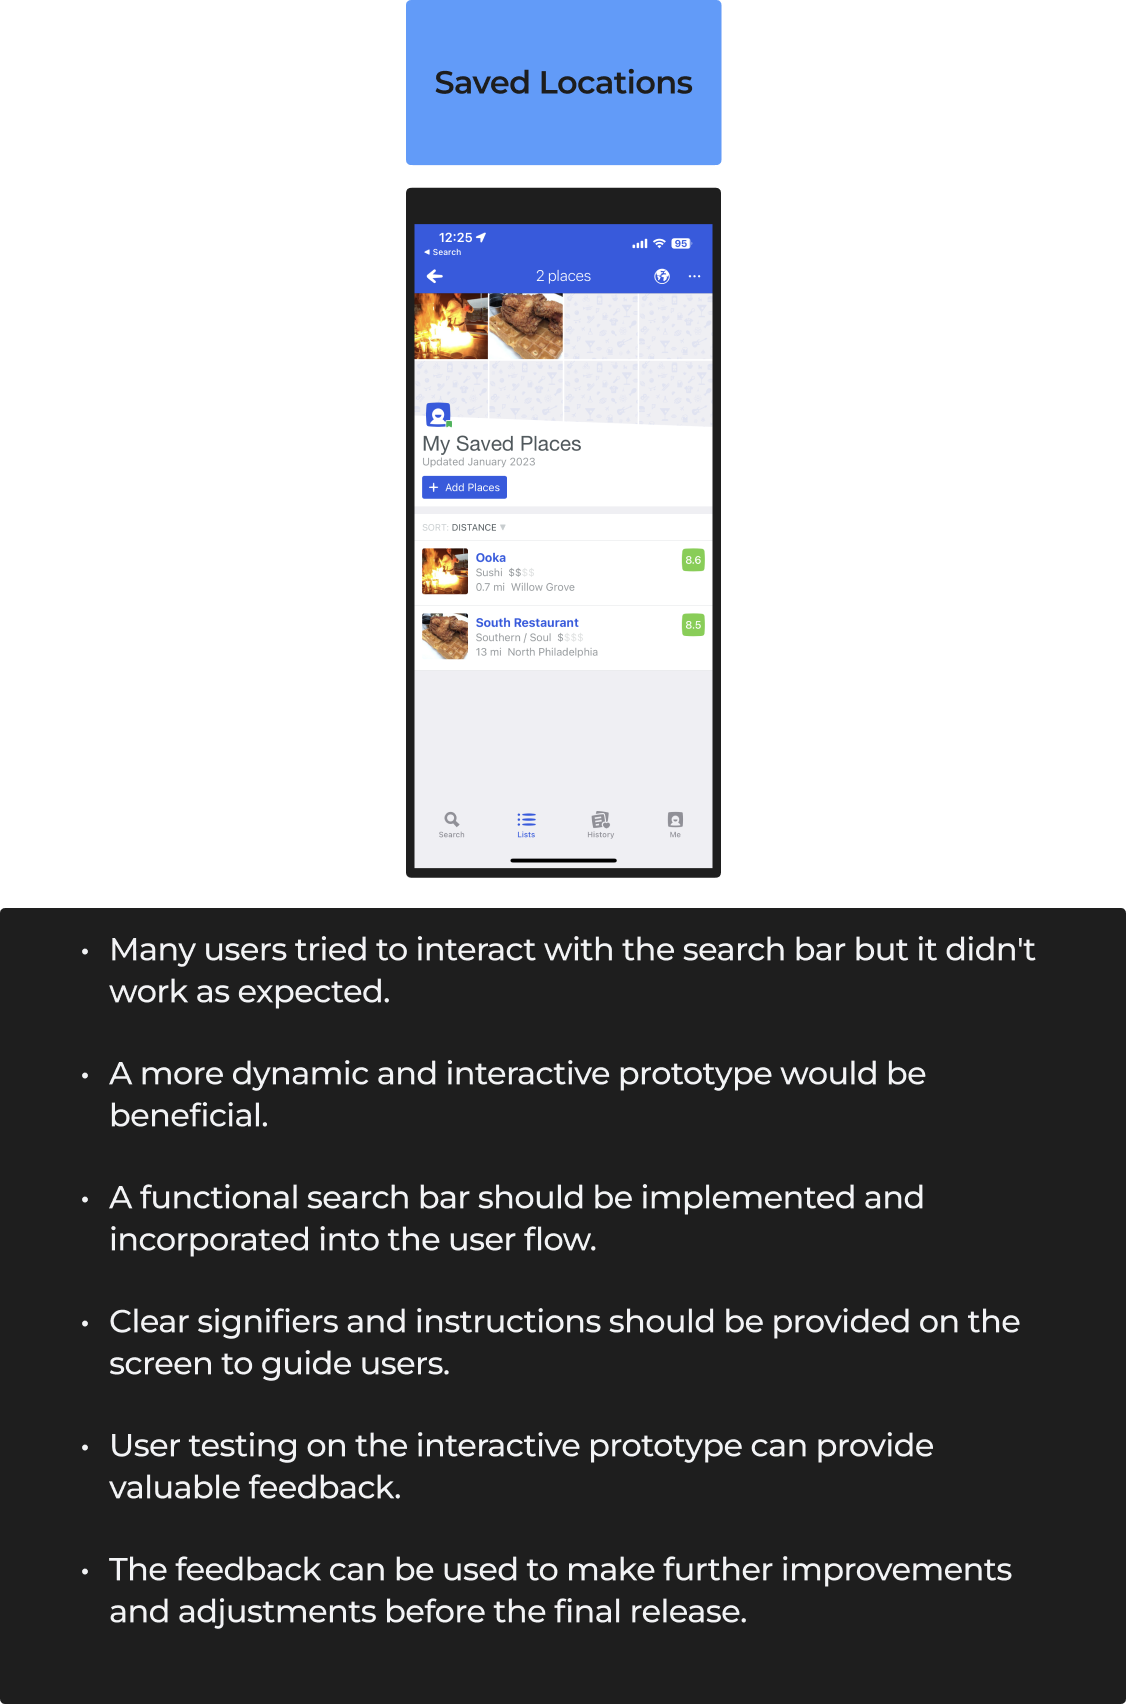 Saved Locations
12:25
◀ Search
95
2 places
My Saved Places
Updated January 2023
+ Add Places
SORT: DISTANCE ▼
Ooka
8.6
Sushi $$$$
0.7 mi Willow Grove
South Restaurant
8.5
Southern / Soul $$$$
13 mi North Philadelphia
Search Lists History Me
• Many users tried to interact with the search bar but it didn't
work as expected.
• A more dynamic and interactive prototype would be
beneficial.
• A functional search bar should be implemented and
incorporated into the user flow.
• Clear signifiers and instructions should be provided on the
screen to guide users.
• User testing on the interactive prototype can provide
valuable feedback.
• The feedback can be used to make further improvements
and adjustments before the final release.